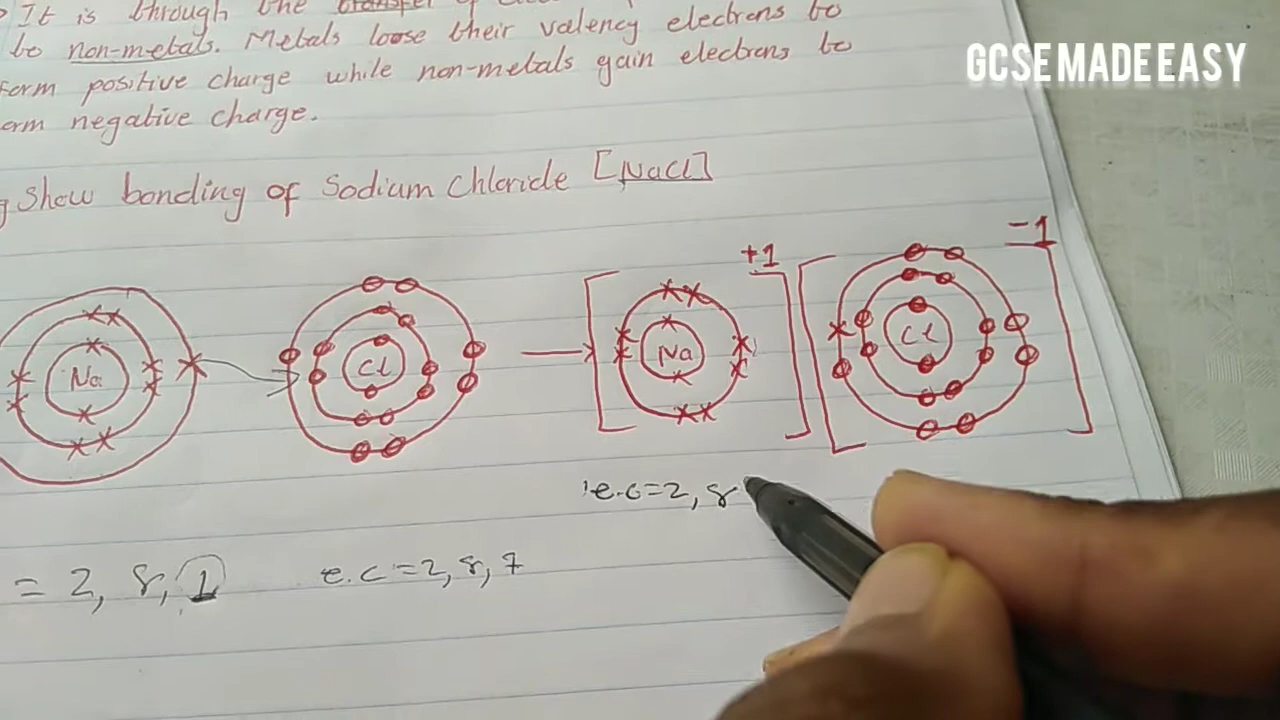 It is through the transfer of
to non-metals. Metals loose their valency electrons to
form positive charge while non-metals gain electrons to
form negative charge.
GCSE MADE EASY
Show bonding of Sodium Chloride [NaCl]
+1
-1
Na
Cl
Na
Cl
e.c=2, 8
= 2, 8, 1
e.c=2, 8, 7